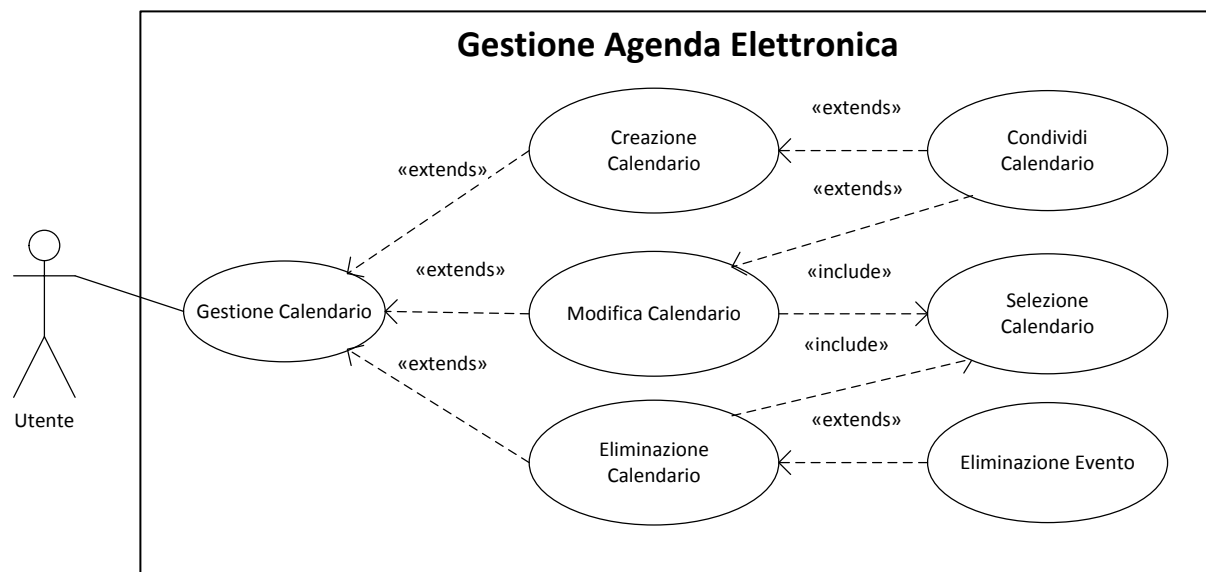 Gestione Agenda Elettronica
«extends»
Creazione
Calendario
«extends»
Condividi
Calendario
«extends»
«extends»
Gestione Calendario
Modifica Calendario
«include»
Selezione
Calendario
«include»
«extends»
Utente
Eliminazione
Calendario
«extends»
Eliminazione Evento